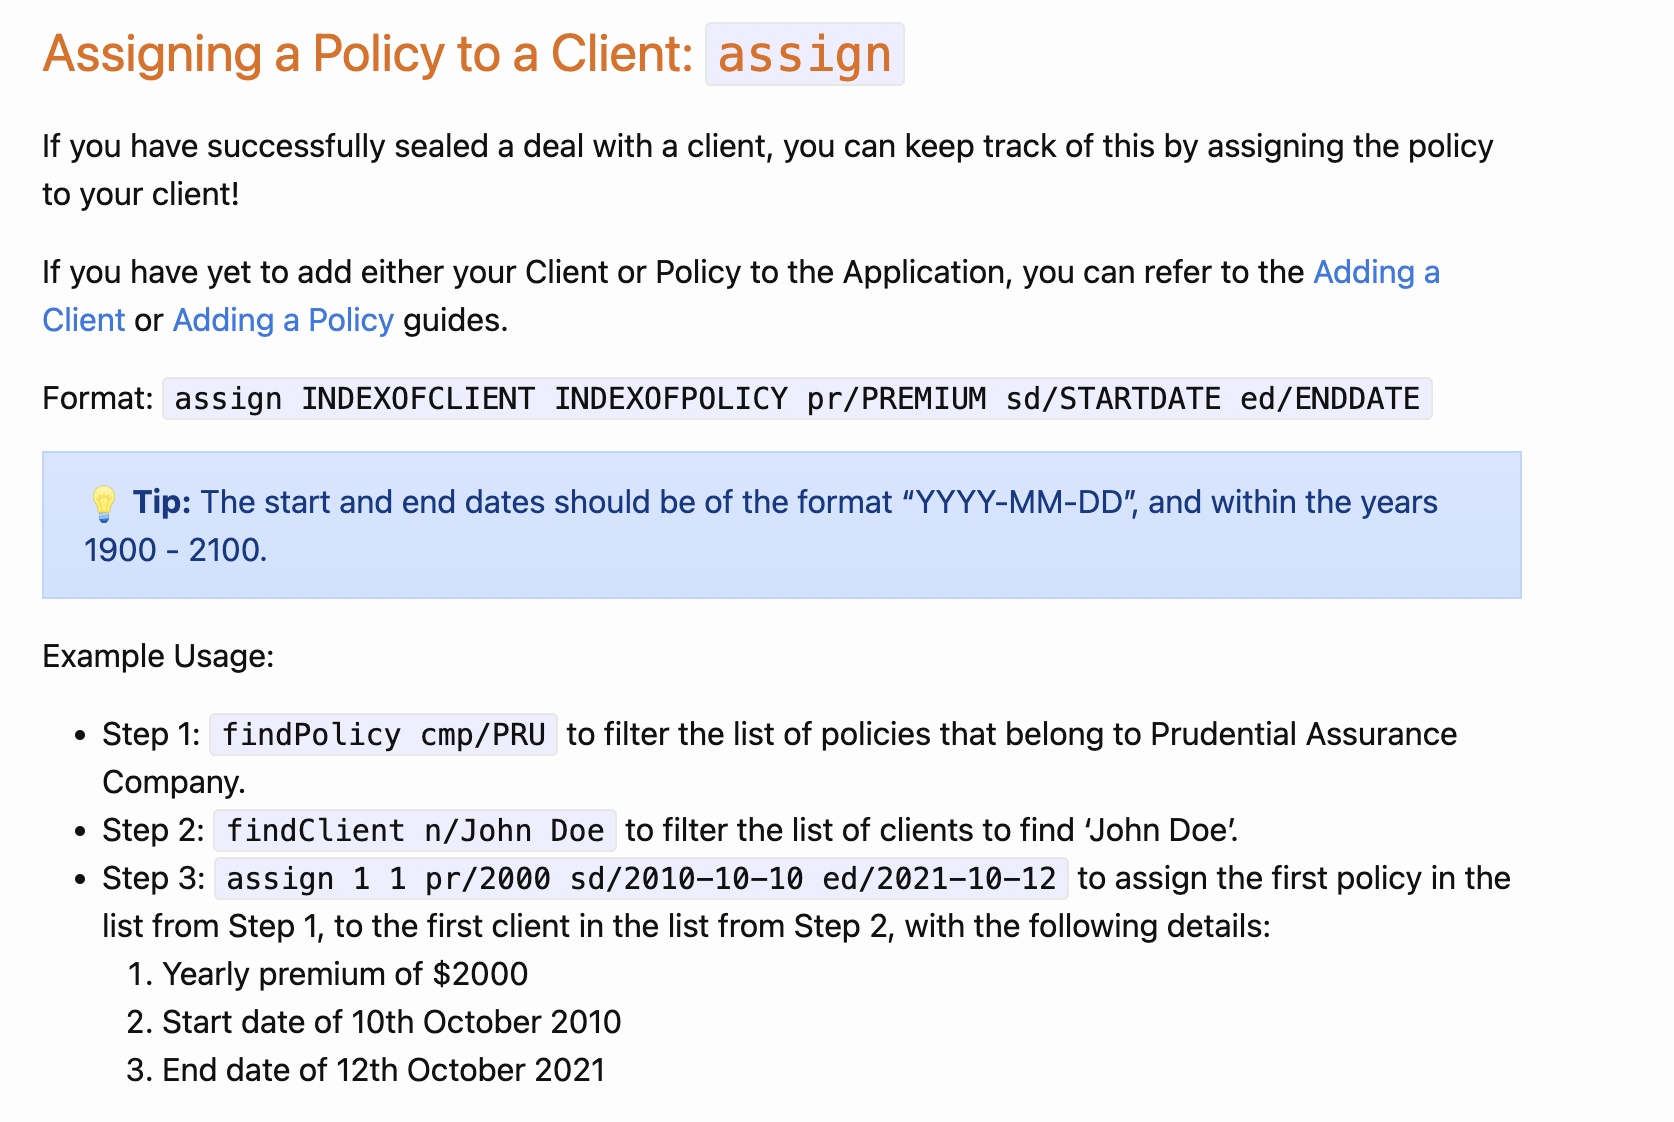 Assigning a Policy to a Client: assign
If you have successfully sealed a deal with a client, you can keep track of this by assigning the policy
to your client!
If you have yet to add either your Client or Policy to the Application, you can refer to the Adding a
Client or Adding a Policy guides.
Format: assign INDEXOFCLIENT INDEXOFPOLICY pr/PREMIUM sd/STARTDATE ed/ENDDATE
💡 Tip: The start and end dates should be of the format “YYYY-MM-DD”, and within the years
1900 - 2100.
Example Usage:
• Step 1: findPolicy cmp/PRU to filter the list of policies that belong to Prudential Assurance
Company.
• Step 2: findClient n/John Doe to filter the list of clients to find ‘John Doe’.
• Step 3: assign 1 1 pr/2000 sd/2010-10-10 ed/2021-10-12 to assign the first policy in the
list from Step 1, to the first client in the list from Step 2, with the following details:
1. Yearly premium of $2000
2. Start date of 10th October 2010
3. End date of 12th October 2021